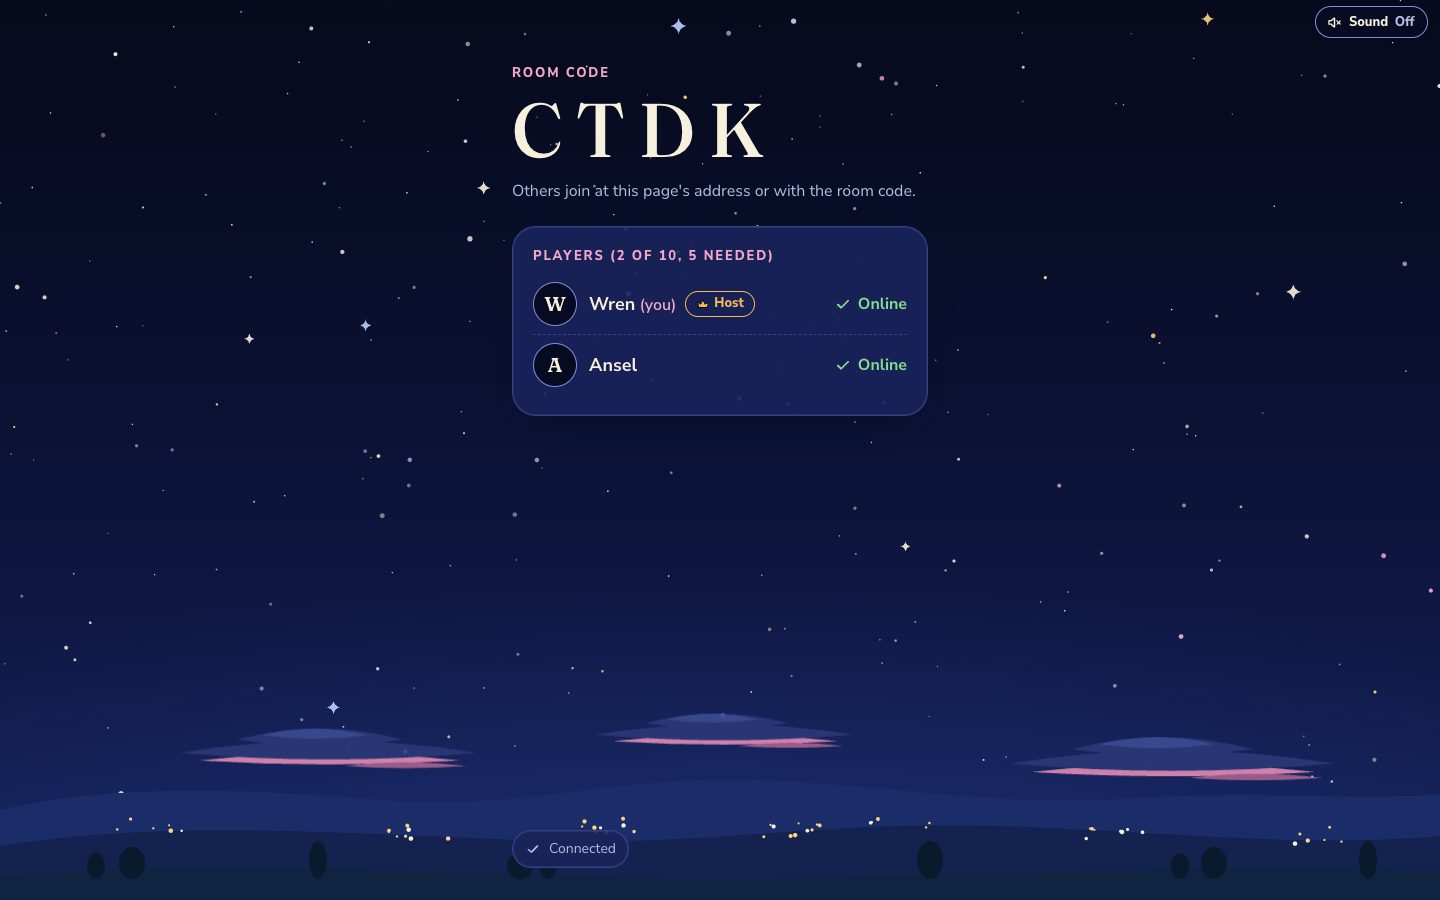 Sound Off
ROOM CODE
CTDK
Others join at this page's address or with the room code.
PLAYERS (2 OF 10, 5 NEEDED)
W Wren (you) Host Online
A Ansel Online
Connected